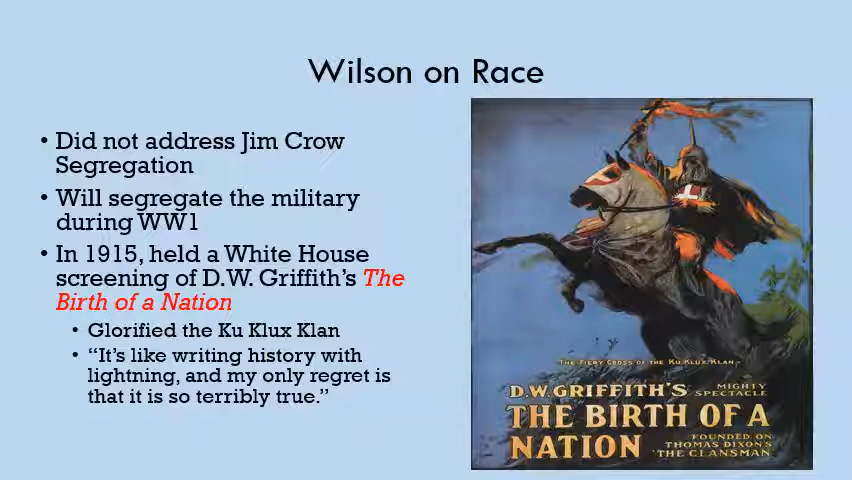 Wilson on Race
• Did not address Jim Crow
Segregation
• Will segregate the military
during WW1
• In 1915, held a White House
screening of D.W. Griffith's The
Birth of a Nation
• Glorified the Ku Klux Klan
• "It's like writing history with
lightning, and my only regret is
that it is so terribly true."
THE FIERY CROSS OF THE KU KLUX KLAN
D.W. GRIFFITH'S MIGHTY
SPECTACLE
THE BIRTH OF A
NATION
FOUNDED ON
THOMAS DIXON'S
"THE CLANSMAN"